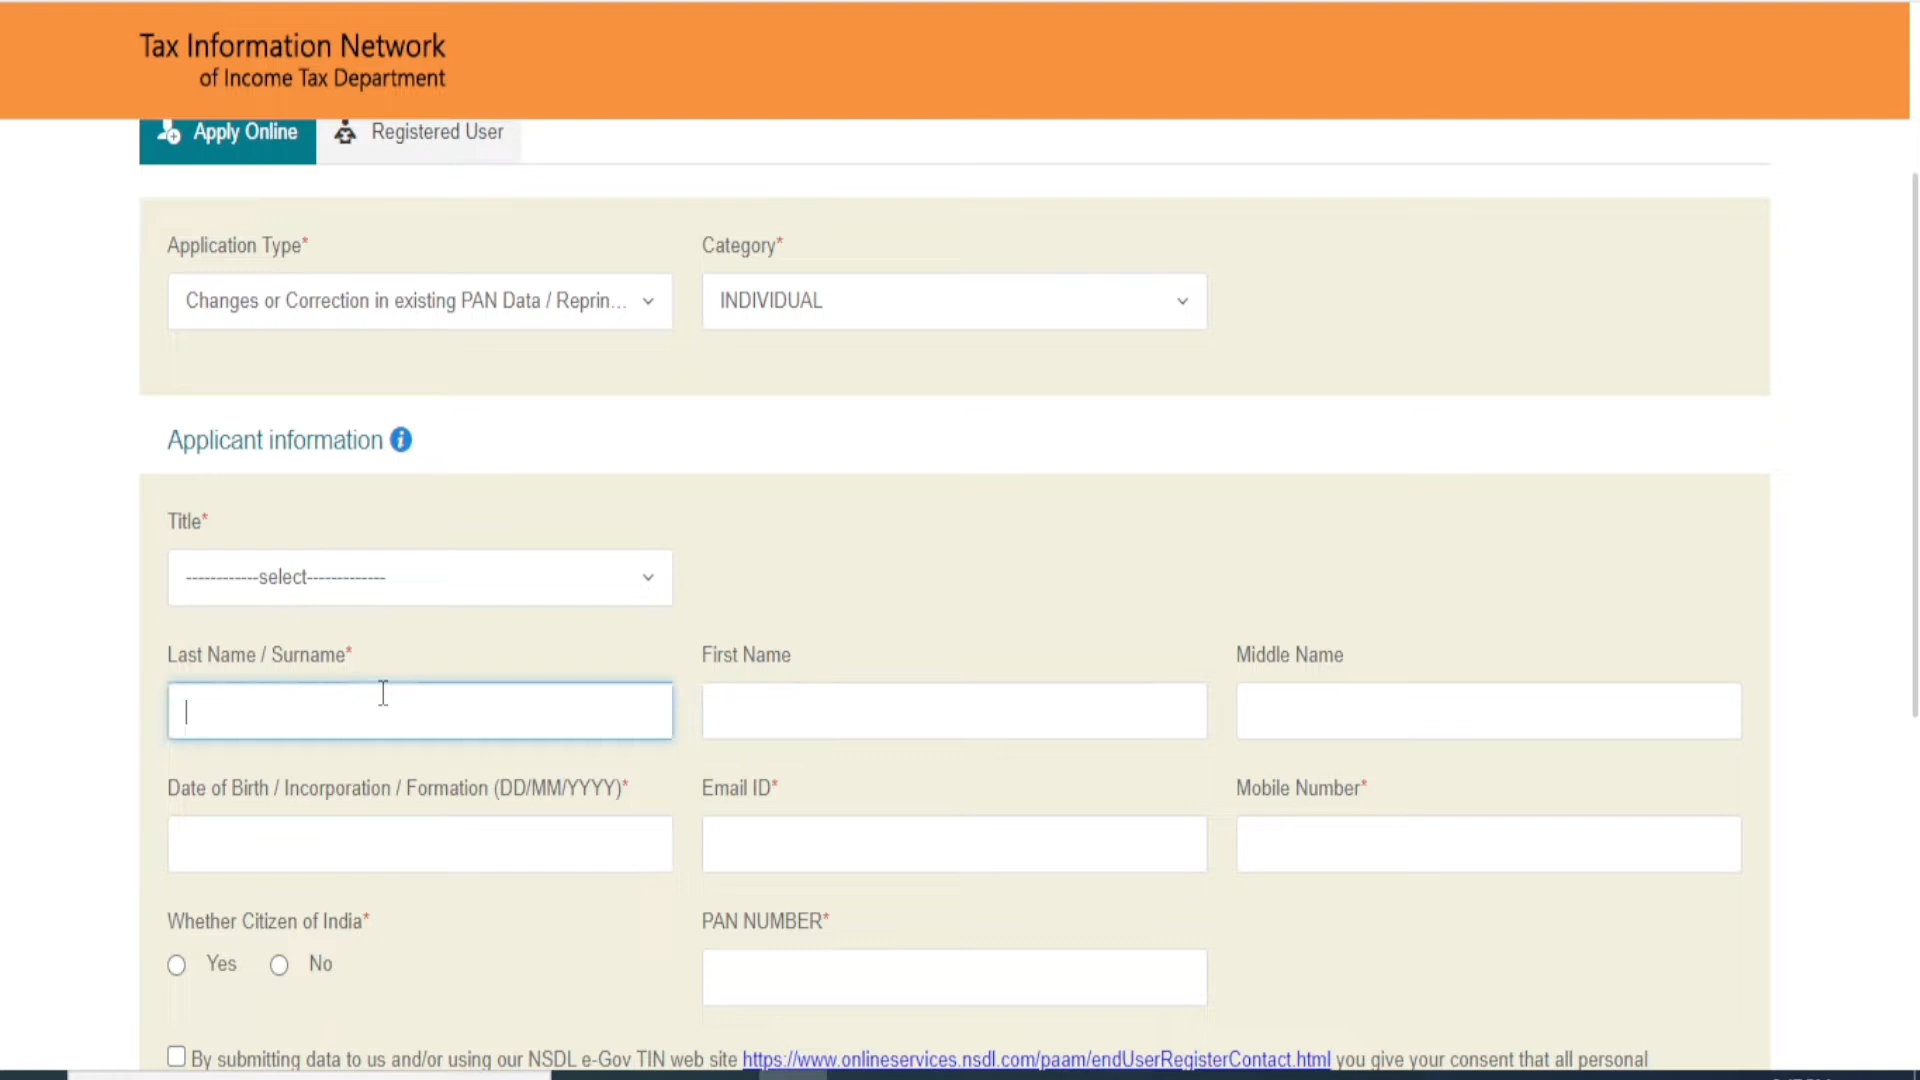 Tax Information Network
of Income Tax Department
Apply Online
Registered User
Application Type*
Category*
Changes or Correction in existing PAN Data / Reprin...
INDIVIDUAL
Applicant information
Title*
------------select-------------
Last Name / Surname*
First Name
Middle Name
Date of Birth / Incorporation / Formation (DD/MM/YYYY)*
Email ID*
Mobile Number*
Whether Citizen of India*
PAN NUMBER*
Yes
No
By submitting data to us and/or using our NSDL e-Gov TIN web site https://www.onlineservices.nsdl.com/paam/endUserRegisterContact.html you give your consent that all personal